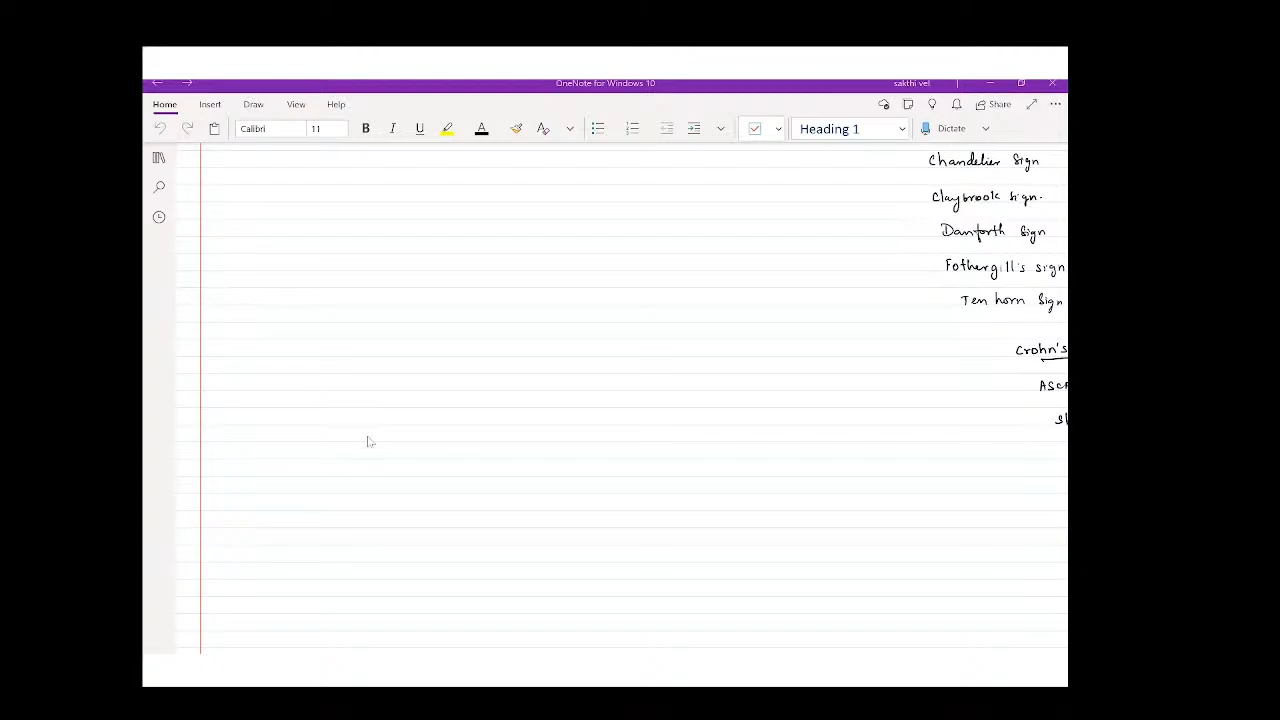 OneNote for Windows 10
sakthi vel
Home Insert Draw View Help
Share
Calibri 11 B I U A Heading 1 Dictate
Chandelier Sign
Claybrook sign.
Danforth Sign
Fothergill's sign
Ten horn Sign
Crohn's